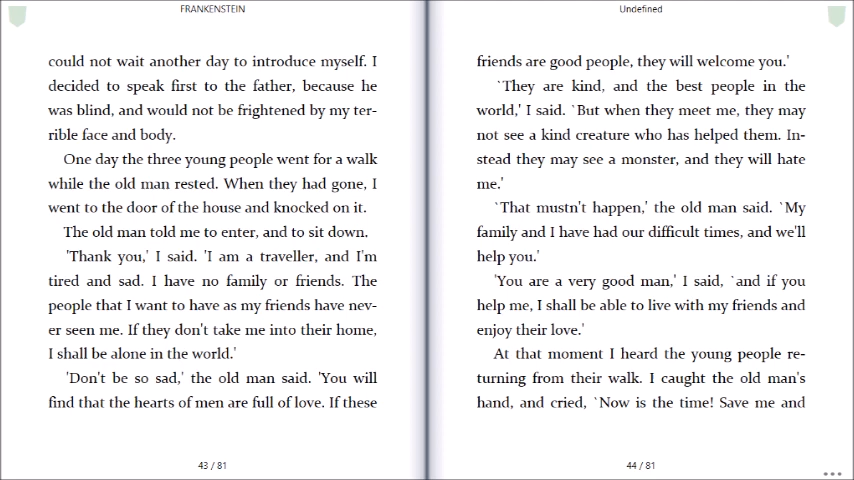 FRANKENSTEIN
could not wait another day to introduce myself. I
decided to speak first to the father, because he
was blind, and would not be frightened by my ter-
rible face and body.
One day the three young people went for a walk
while the old man rested. When they had gone, I
went to the door of the house and knocked on it.
The old man told me to enter, and to sit down.
'Thank you,' I said. 'I am a traveller, and I'm
tired and sad. I have no family or friends. The
people that I want to have as my friends have nev-
er seen me. If they don't take me into their home,
I shall be alone in the world.'
'Don't be so sad,' the old man said. 'You will
find that the hearts of men are full of love. If these
43 / 81
Undefined
friends are good people, they will welcome you.'
`They are kind, and the best people in the
world,' I said. `But when they meet me, they may
not see a kind creature who has helped them. In-
stead they may see a monster, and they will hate
me.'
`That mustn't happen,' the old man said. `My
family and I have had our difficult times, and we'll
help you.'
'You are a very good man,' I said, `and if you
help me, I shall be able to live with my friends and
enjoy their love.'
At that moment I heard the young people re-
turning from their walk. I caught the old man's
hand, and cried, `Now is the time! Save me and
44 / 81